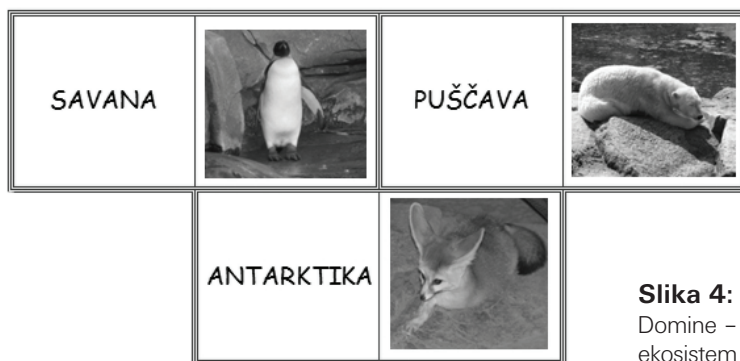 SAVANA
PUŠČAVA
ANTARKTIKA
Slika 4:
Domine –
ekosistem